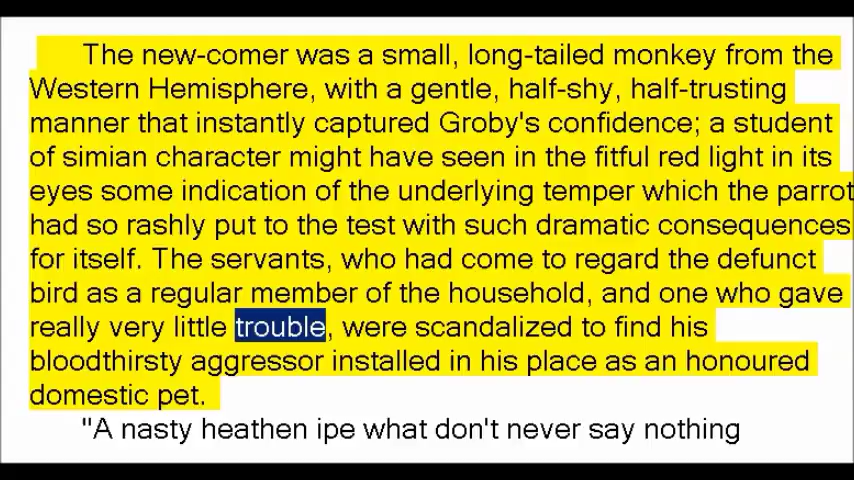 The new-comer was a small, long-tailed monkey from the
Western Hemisphere, with a gentle, half-shy, half-trusting
manner that instantly captured Groby's confidence; a student
of simian character might have seen in the fitful red light in its
eyes some indication of the underlying temper which the parrot
had so rashly put to the test with such dramatic consequences
for itself. The servants, who had come to regard the defunct
bird as a regular member of the household, and one who gave
really very little trouble, were scandalized to find his
bloodthirsty aggressor installed in his place as an honoured
domestic pet.
"A nasty heathen ipe what don't never say nothing